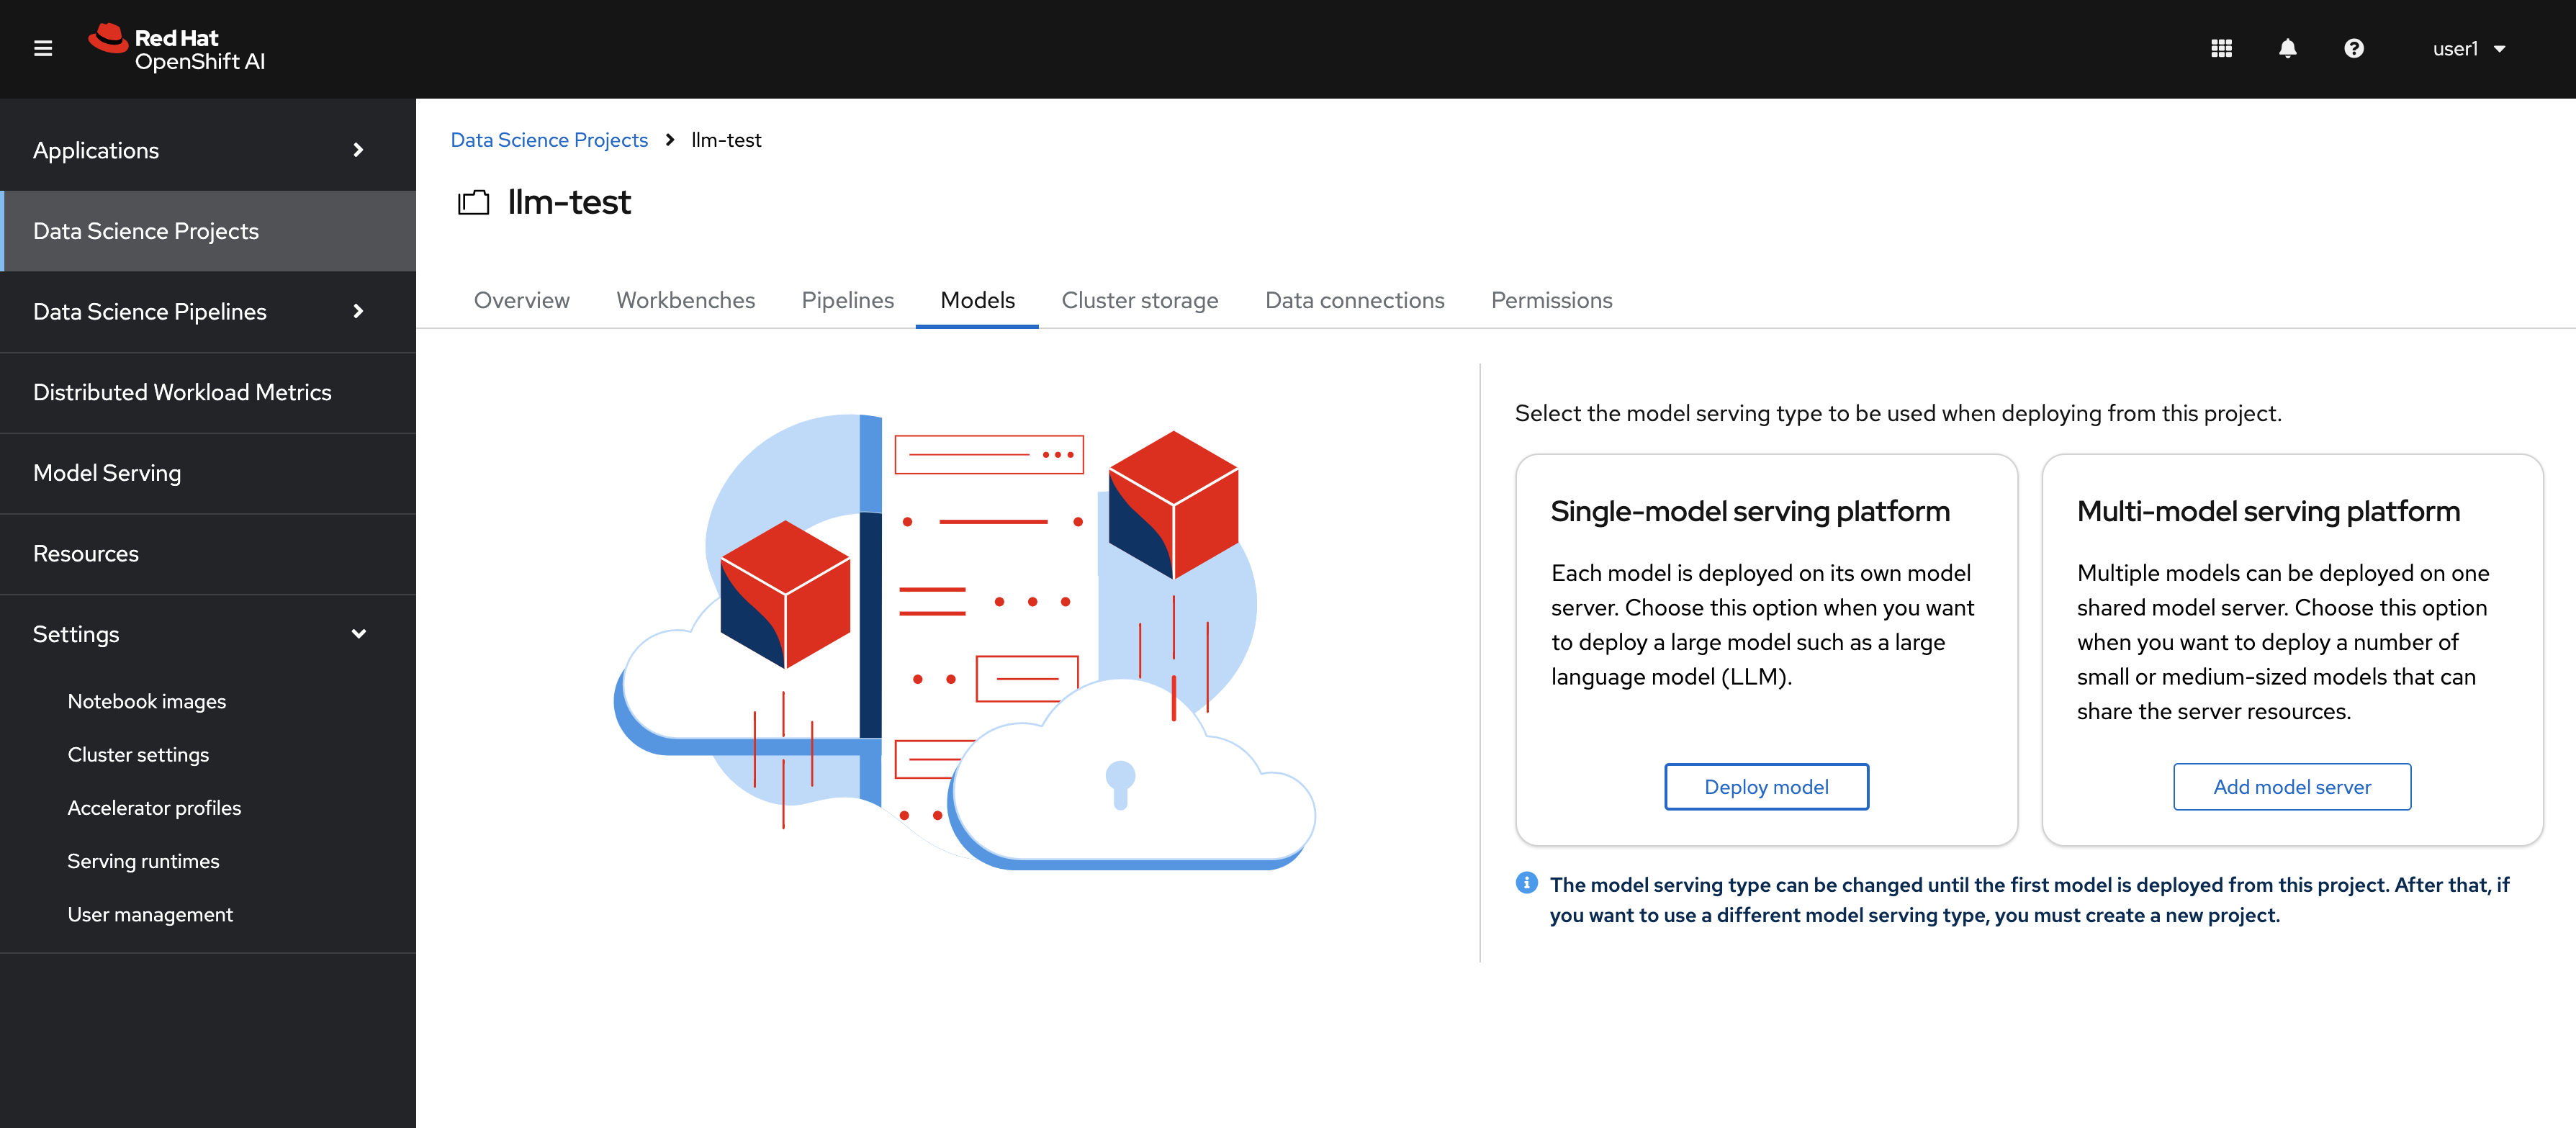 Red Hat
OpenShift AI
user1
Applications
Data Science Projects
Data Science Pipelines
Distributed Workload Metrics
Model Serving
Resources
Settings
Notebook images
Cluster settings
Accelerator profiles
Serving runtimes
User management
Data Science Projects > llm-test
llm-test
Overview Workbenches Pipelines Models Cluster storage Data connections Permissions
Select the model serving type to be used when deploying from this project.
Single-model serving platform
Each model is deployed on its own model
server. Choose this option when you want
to deploy a large model such as a large
language model (LLM).
Deploy model
Multi-model serving platform
Multiple models can be deployed on one
shared model server. Choose this option
when you want to deploy a number of
small or medium-sized models that can
share the server resources.
Add model server
The model serving type can be changed until the first model is deployed from this project. After that, if
you want to use a different model serving type, you must create a new project.